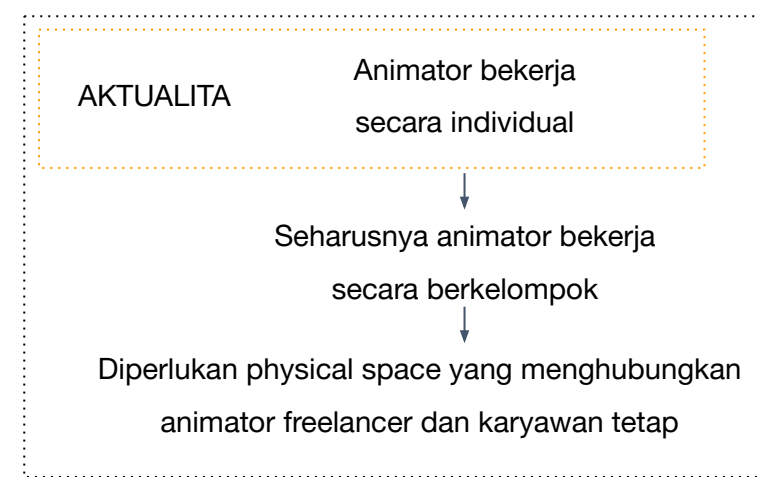 AKTUALITA
Animator bekerja
secara individual
Seharusnya animator bekerja
secara berkelompok
Diperlukan physical space yang menghubungkan
animator freelancer dan karyawan tetap